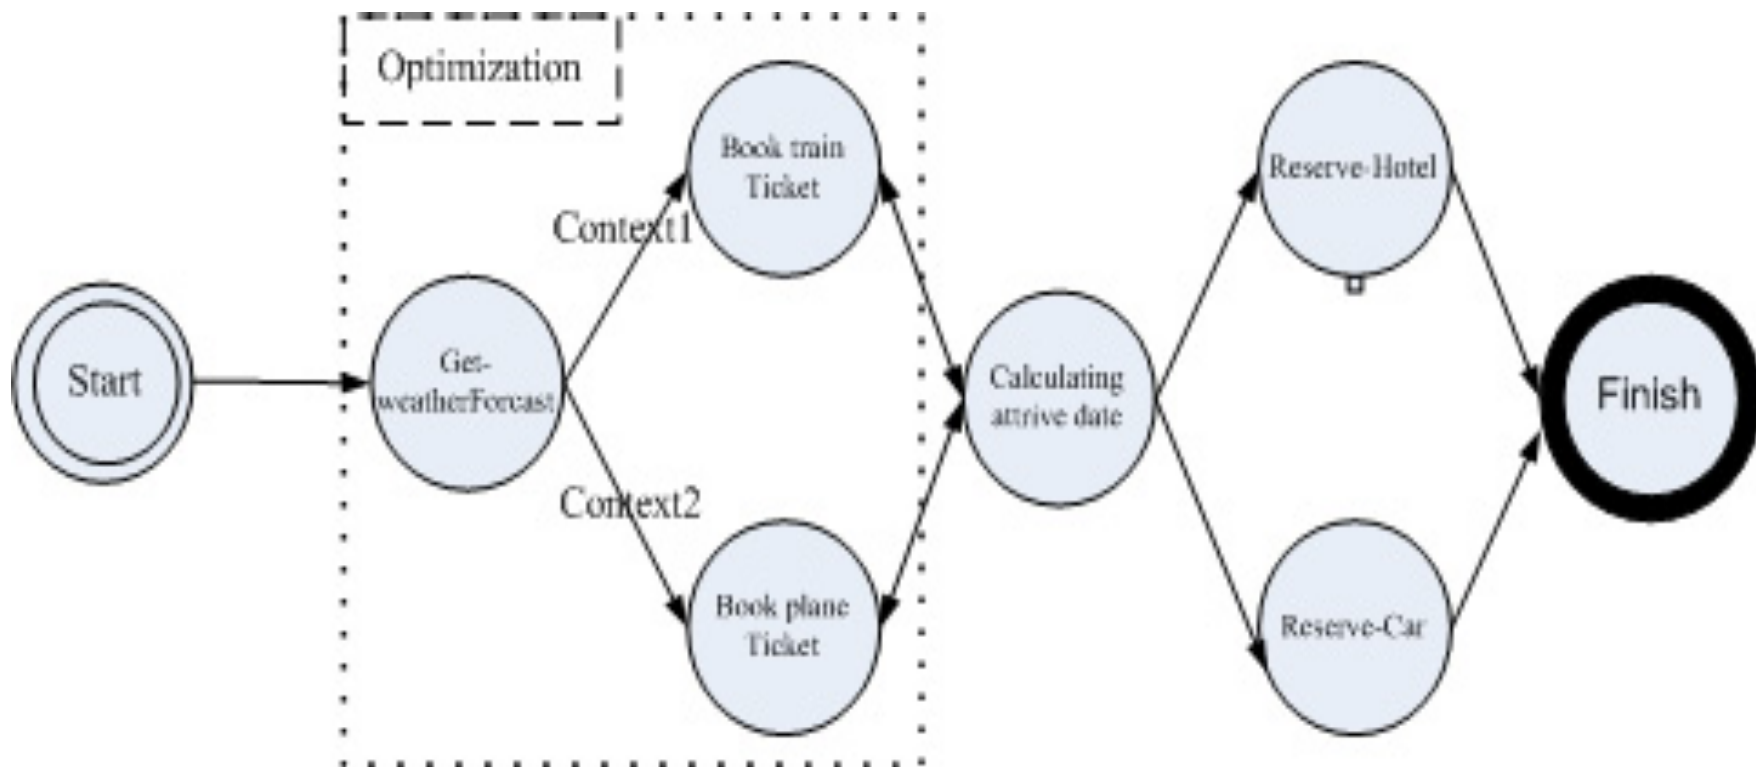 Optimization
Book train
Ticket
Reserve-Hotel
Context1
Start
Get-
weatherForcast
Calculating
attrive date
Finish
Context2
Book plane
Ticket
Reserve-Car